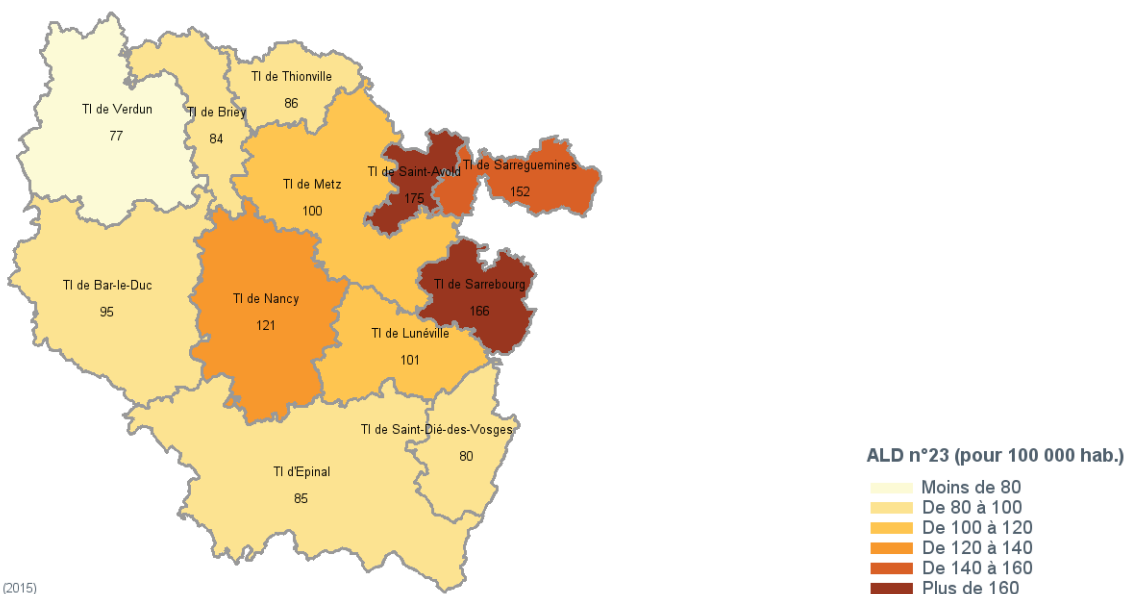 TI de Thionville
86
TI de Verdun
77
TI de Briey
84
TI de Saint-Avold
175
TI de Sarreguemines
152
TI de Metz
100
TI de Bar-le-Duc
95
TI de Nancy
121
TI de Sarrebourg
166
TI de Lunéville
101
TI de Saint-Dié-des-Vosges
80
TI d'Epinal
85
ALD n°23 (pour 100 000 hab.)
Moins de 80
De 80 à 100
De 100 à 120
De 120 à 140
De 140 à 160
Plus de 160
(2015)